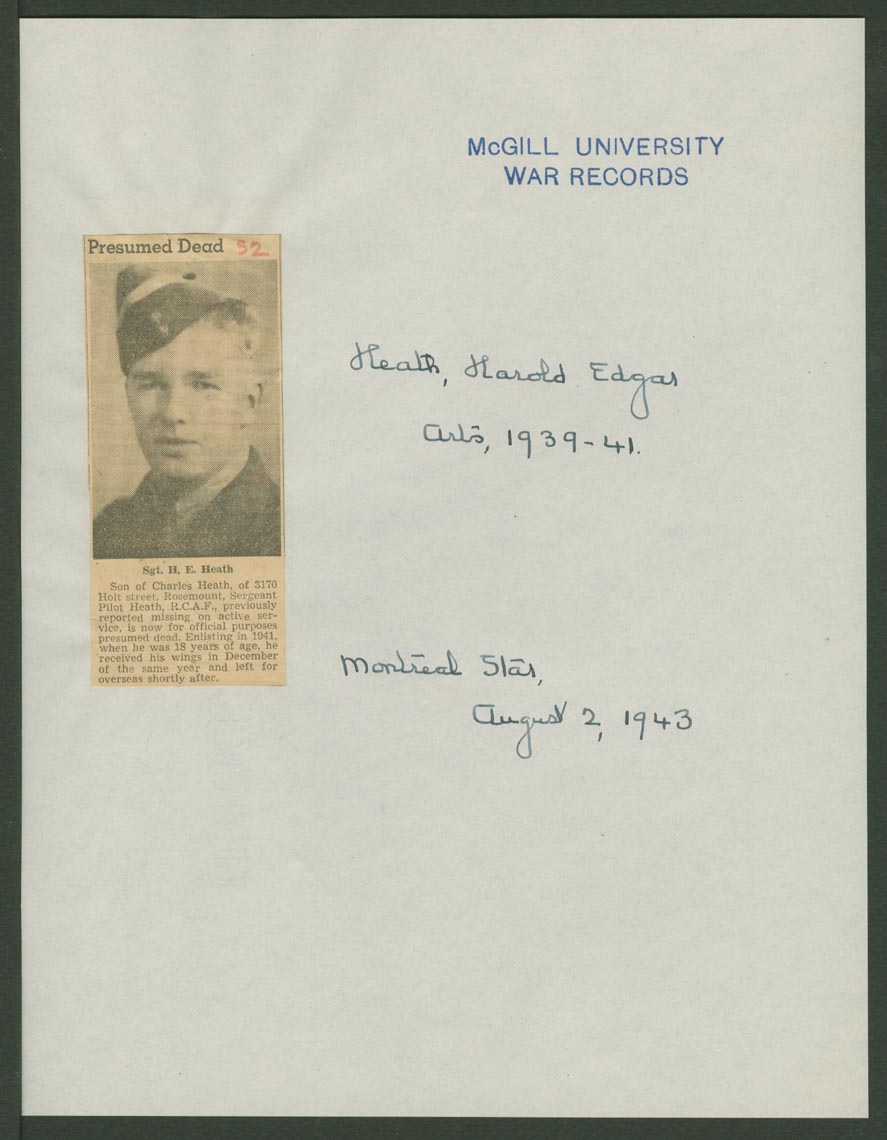 McGILL UNIVERSITY
WAR RECORDS
Presumed Dead 52
Heath, Harold Edgar
Arts, 1939-41.
Sgt. H. E. Heath
Son of Charles Heath, of 3170
Holt street, Rosemount, Sergeant
Pilot Heath, R.C.A.F., previously
reported missing on active ser-
vice, is now for official purposes
presumed dead. Enlisting in 1941,
when he was 18 years of age, he
received his wings in December
of the same year and left for
overseas shortly after.
Montreal Star,
August 2, 1943